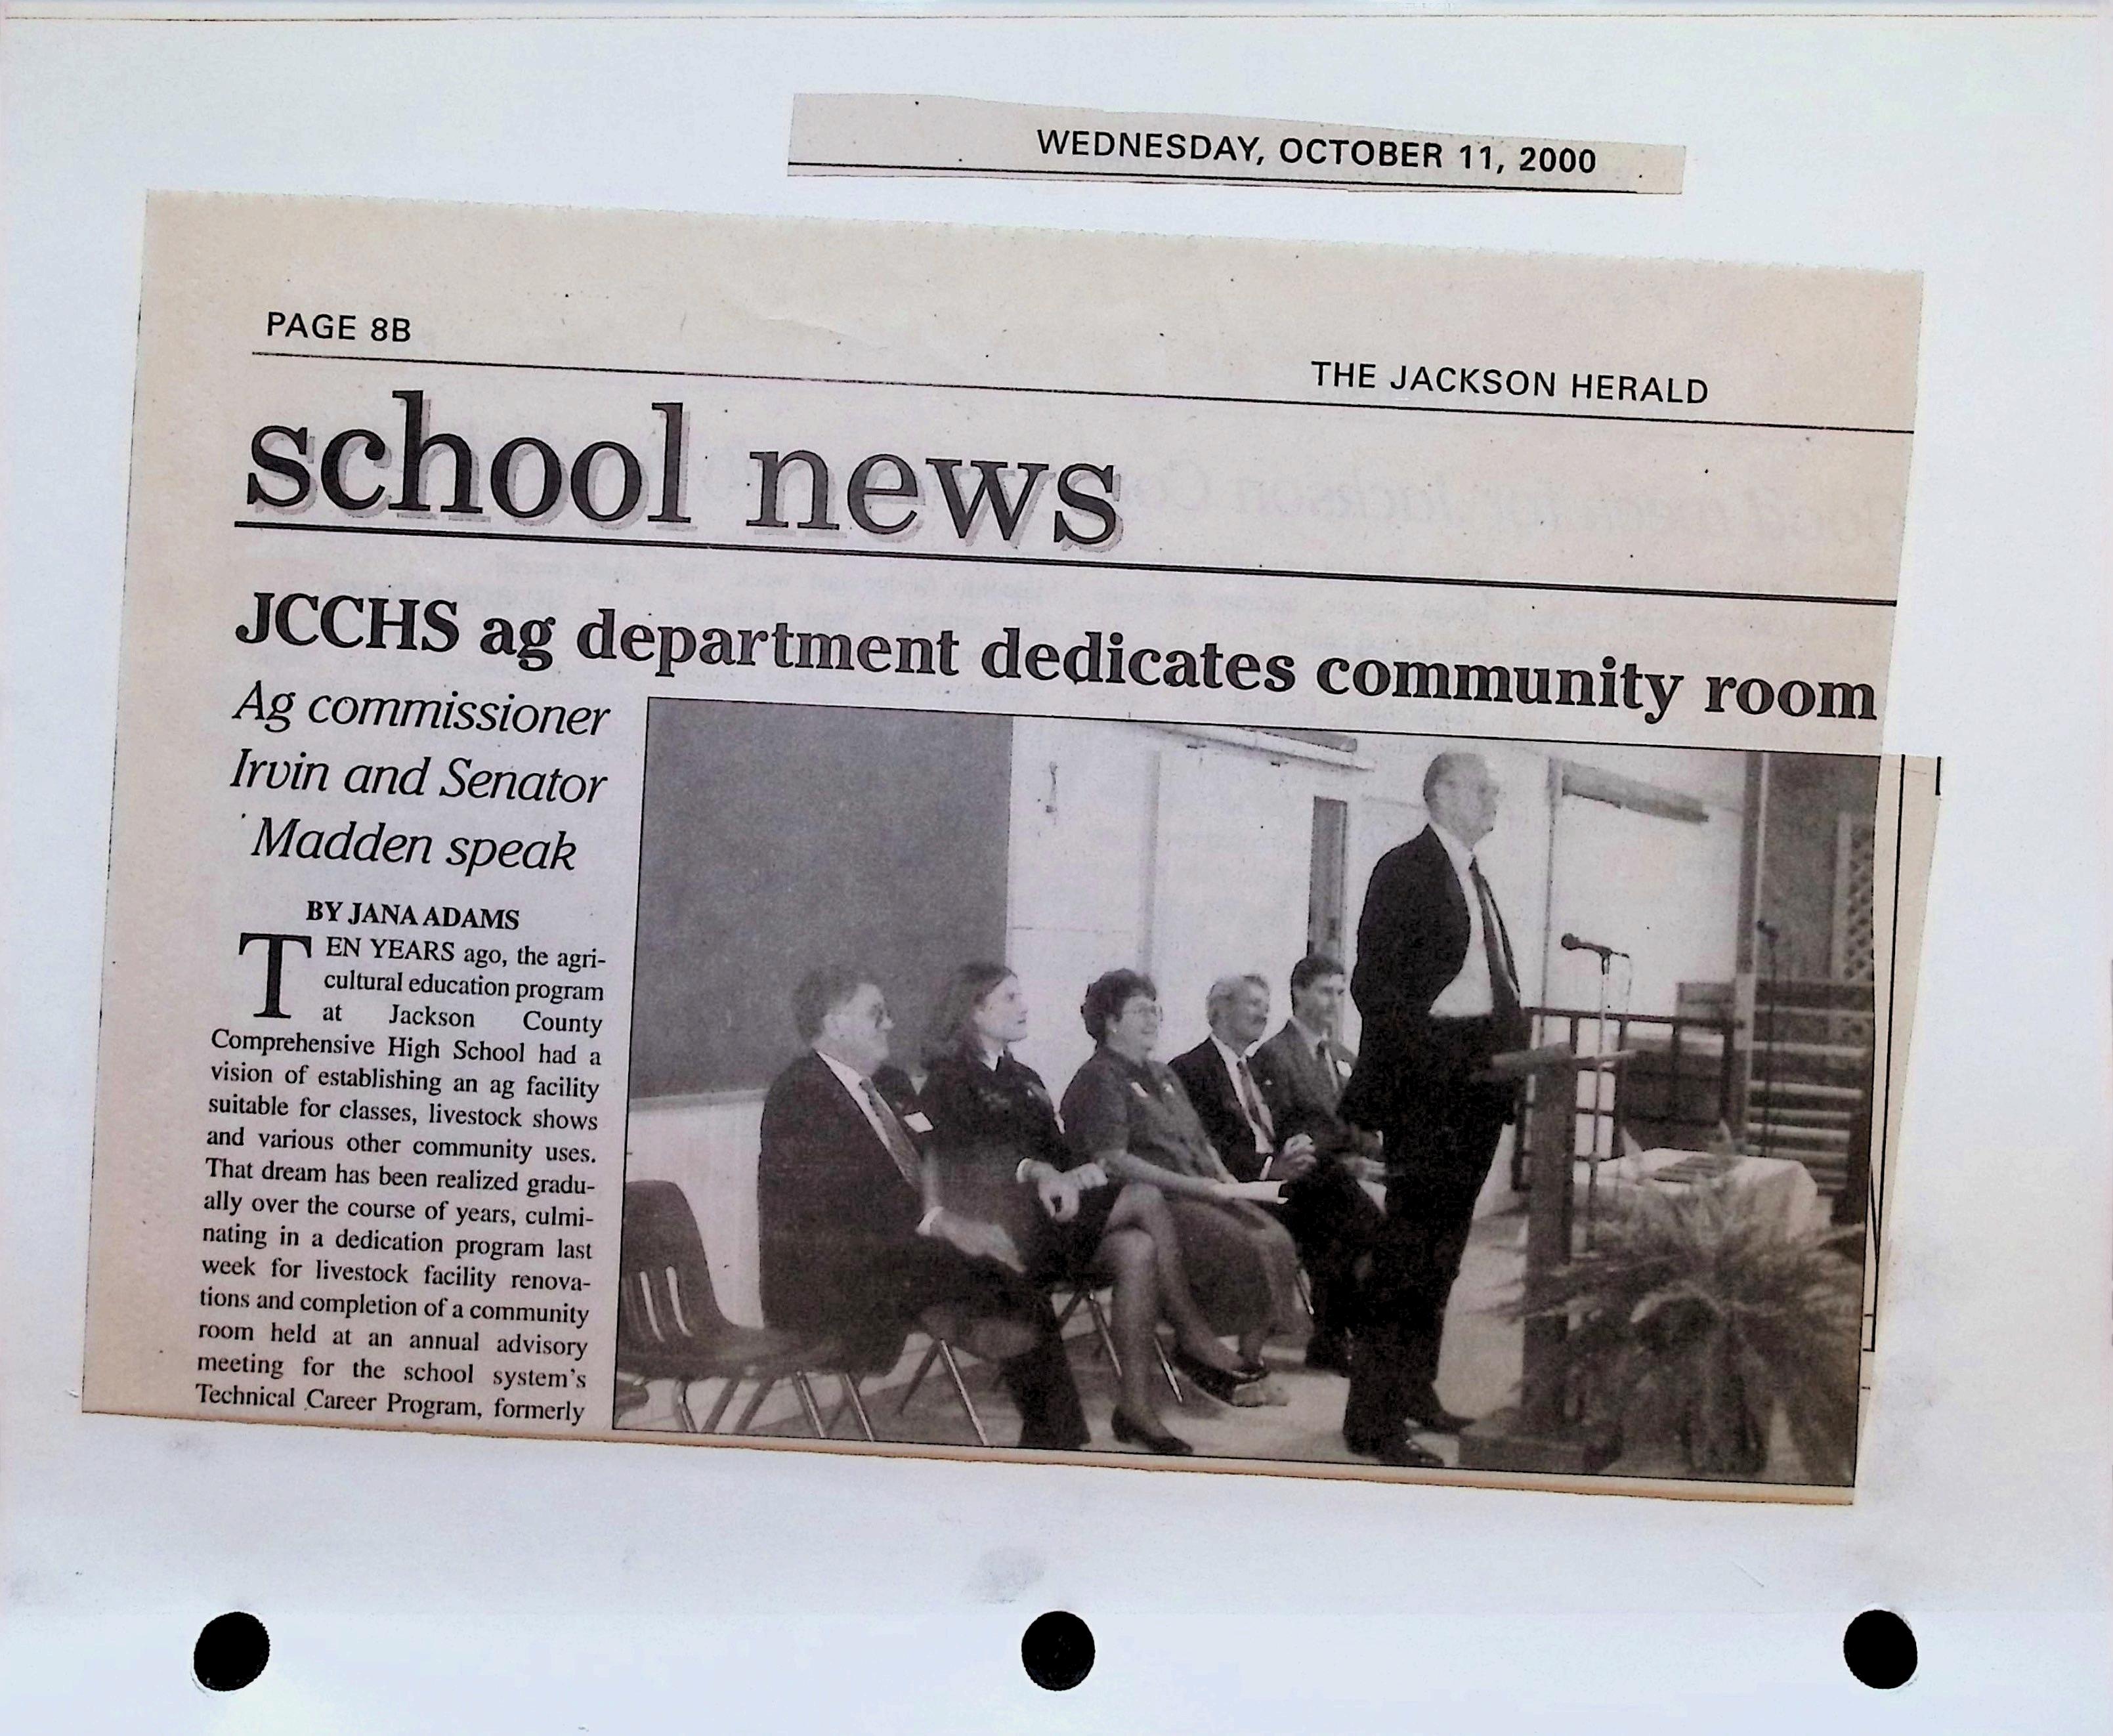 WEDNESDAY, OCTOBER 11, 2000
PAGE 8B
THE JACKSON HERALD
school news
JCCHS ag department dedicates community room
Ag commissioner
Irvin and Senator
Madden speak
BY JANA ADAMS
TEN YEARS ago, the agri-
cultural education program
at Jackson County
Comprehensive High School had a
vision of establishing an ag facility
suitable for classes, livestock shows
and various other community uses.
That dream has been realized gradu-
ally over the course of years, culmi-
nating in a dedication program last
week for livestock facility renova-
tions and completion of a community
room held at an annual advisory
meeting for the school system's
Technical Career Program, formerly